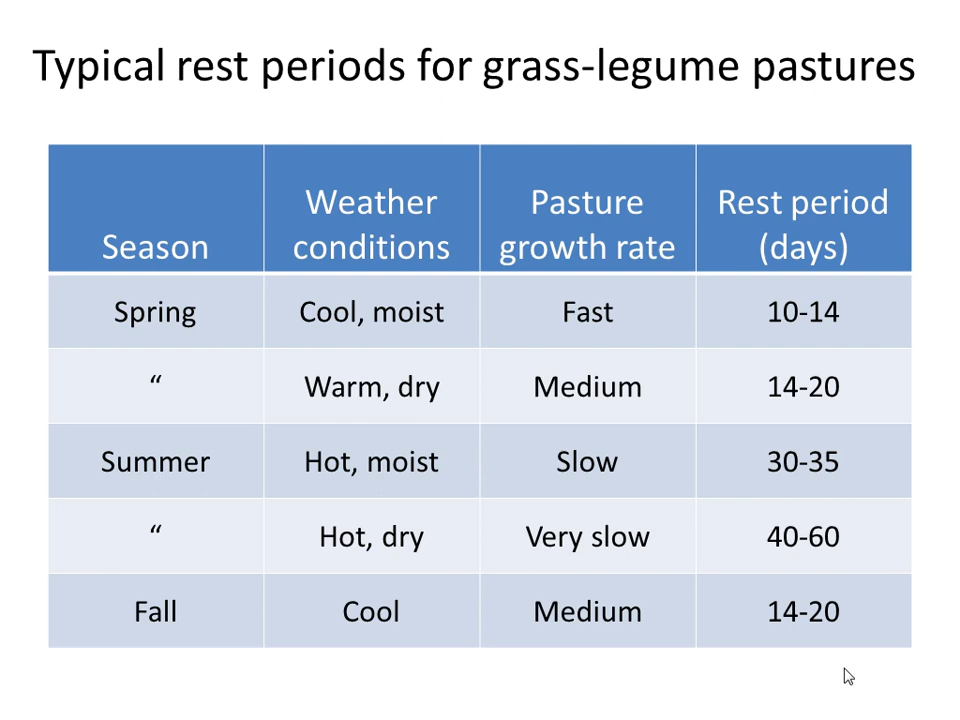 Typical rest periods for grass-legume pastures
Season	Weather conditions	Pasture growth rate	Rest period (days)
Spring	Cool, moist	Fast	10-14
“	Warm, dry	Medium	14-20
Summer	Hot, moist	Slow	30-35
“	Hot, dry	Very slow	40-60
Fall	Cool	Medium	14-20